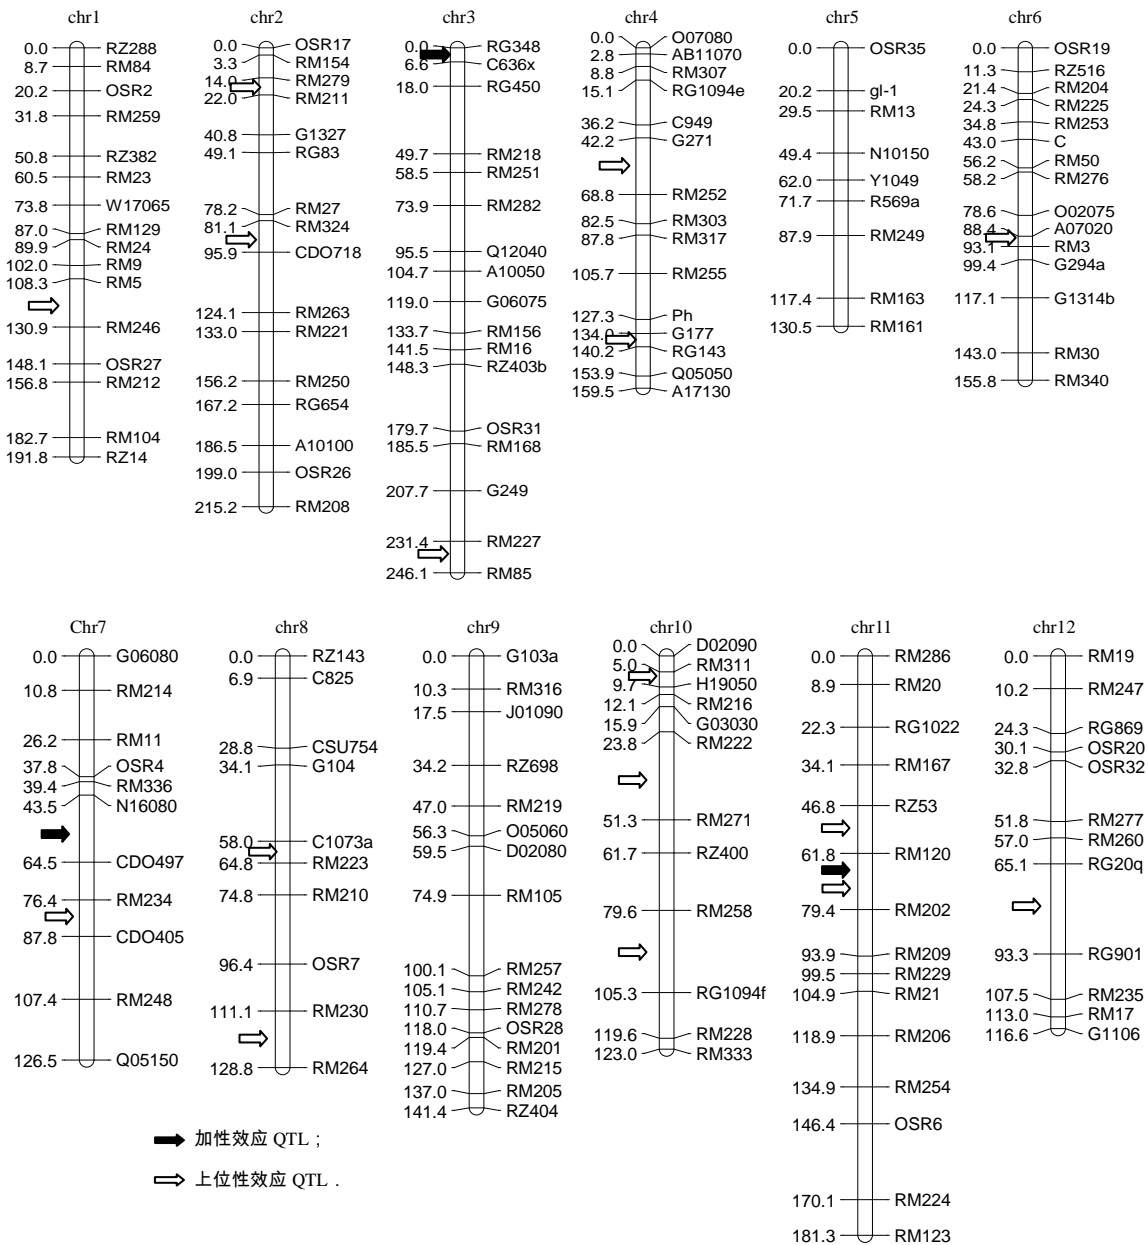 chr1
0.0 RZ288
8.7 RM84
20.2 OSR2
31.8 RM259
50.8 RZ382
60.5 RM23
73.8 W17065
87.0 RM129
89.9 RM24
102.0 RM9
108.3 RM5
130.9 RM246
148.1 OSR27
156.8 RM212
182.7 RM104
191.8 RZ14
chr2
0.0 OSR17
3.3 RM154
14.0 RM279
22.0 RM211
40.8 G1327
49.1 RG83
78.2 RM27
81.1 RM324
95.9 CDO718
124.1 RM263
133.0 RM221
156.2 RM250
167.2 RG654
186.5 A10100
199.0 OSR26
215.2 RM208
chr3
0.0 RG348
6.6 C636x
18.0 RG450
49.7 RM218
58.5 RM251
73.9 RM282
95.5 Q12040
104.7 A10050
119.0 G06075
133.7 RM156
141.5 RM16
148.3 RZ403b
179.7 OSR31
185.5 RM168
207.7 G249
231.4 RM227
246.1 RM85
chr4
0.0 O07080
2.8 AB11070
8.8 RM307
15.1 RG1094e
36.2 C949
42.2 G271
68.8 RM252
82.5 RM303
87.8 RM317
105.7 RM255
127.3 Ph
134.0 G177
140.2 RG143
153.9 Q05050
159.5 A17130
chr5
0.0 OSR35
20.2 gl-1
29.5 RM13
49.4 N10150
62.0 Y1049
71.7 R569a
87.9 RM249
117.4 RM163
130.5 RM161
chr6
0.0 OSR19
11.3 RZ516
21.4 RM204
24.3 RM225
34.8 RM253
43.0 C
56.2 RM50
58.2 RM276
78.6 O02075
88.4 A07020
93.1 RM3
99.4 G294a
117.1 G1314b
143.0 RM30
155.8 RM340
Chr7
0.0 G06080
10.8 RM214
26.2 RM11
37.8 OSR4
39.4 RM336
43.5 N16080
64.5 CDO497
76.4 RM234
87.8 CDO405
107.4 RM248
126.5 Q05150
chr8
0.0 RZ143
6.9 C825
28.8 CSU754
34.1 G104
58.0 C1073a
64.8 RM223
74.8 RM210
96.4 OSR7
111.1 RM230
128.8 RM264
chr9
0.0 G103a
10.3 RM316
17.5 J01090
34.2 RZ698
47.0 RM219
56.3 O05060
59.5 D02080
74.9 RM105
100.1 RM257
105.1 RM242
110.7 RM278
118.0 OSR28
119.4 RM201
127.0 RM215
137.0 RM205
141.4 RZ404
chr10
0.0 D02090
5.0 RM311
9.7 H19050
12.1 RM216
15.9 G03030
23.8 RM222
51.3 RM271
61.7 RZ400
79.6 RM258
105.3 RG1094f
119.6 RM228
123.0 RM333
chr11
0.0 RM286
8.9 RM20
22.3 RG1022
34.1 RM167
46.8 RZ53
61.8 RM120
79.4 RM202
93.9 RM209
99.5 RM229
104.9 RM21
118.9 RM206
134.9 RM254
146.4 OSR6
170.1 RM224
181.3 RM123
chr12
0.0 RM19
10.2 RM247
24.3 RG869
30.1 OSR20
32.8 OSR32
51.8 RM277
57.0 RM260
65.1 RG20q
93.3 RG901
107.5 RM235
113.0 RM17
116.6 G1106
加性效应 QTL ;
上位性效应 QTL .